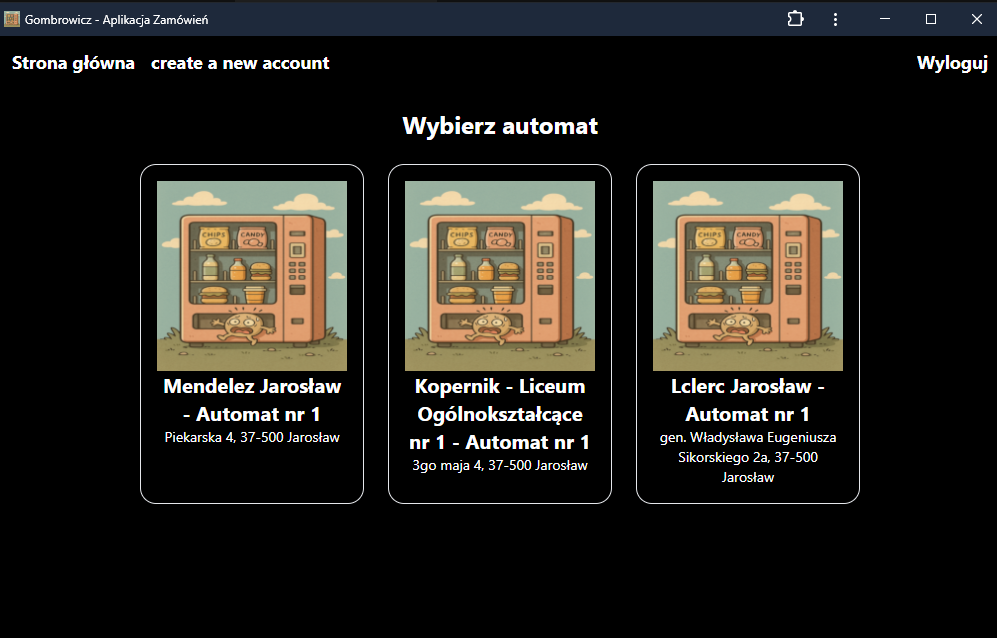 Gombrowicz - Aplikacja Zamówień
Strona główna create a new account Wyloguj
Wybierz automat
CHIPS CANDY
Mendelez Jarosław
- Automat nr 1
Piekarska 4, 37-500 Jarosław
CHIPS CANDY
Kopernik - Liceum
Ogólnokształcące
nr 1 - Automat nr 1
3go maja 4, 37-500 Jarosław
CHIPS CANDY
Lclerc Jarosław -
Automat nr 1
gen. Władysława Eugeniusza
Sikorskiego 2a, 37-500
Jarosław